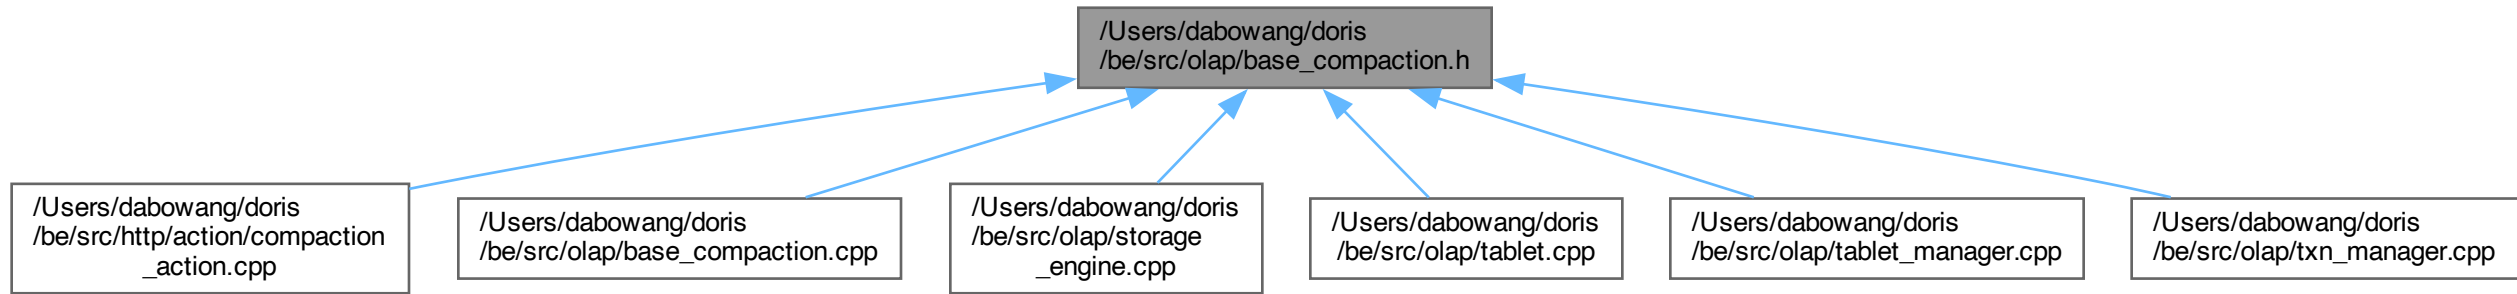 /Users/dabowang/doris
/be/src/olap/base_compaction.h
/Users/dabowang/doris
/be/src/http/action/compaction
_action.cpp
/Users/dabowang/doris
/be/src/olap/base_compaction.cpp
/Users/dabowang/doris
/be/src/olap/storage
_engine.cpp
/Users/dabowang/doris
/be/src/olap/tablet.cpp
/Users/dabowang/doris
/be/src/olap/tablet_manager.cpp
/Users/dabowang/doris
/be/src/olap/txn_manager.cpp